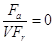 F_a / VF_r = 0